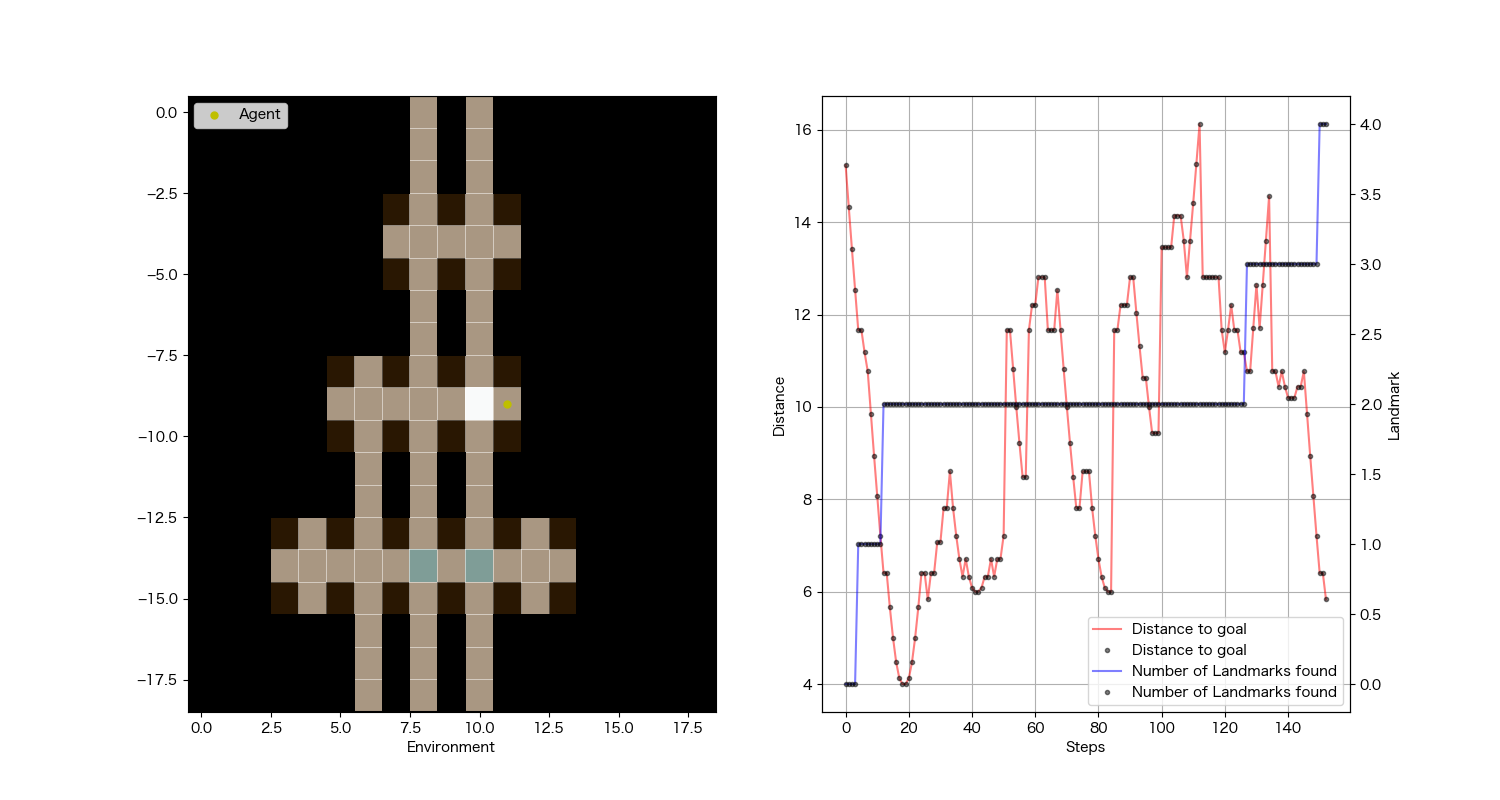 Agent
0.0
−2.5
−5.0
−7.5
−10.0
−12.5
−15.0
−17.5
0.0 2.5 5.0 7.5 10.0 12.5 15.0 17.5
Environment
Distance
16
14
12
10
8
6
4
0 20 40 60 80 100 120 140
Steps
4.0
3.5
3.0
2.5
2.0
1.5
1.0
0.5
0.0
Landmark
Distance to goal
Distance to goal
Number of Landmarks found
Number of Landmarks found